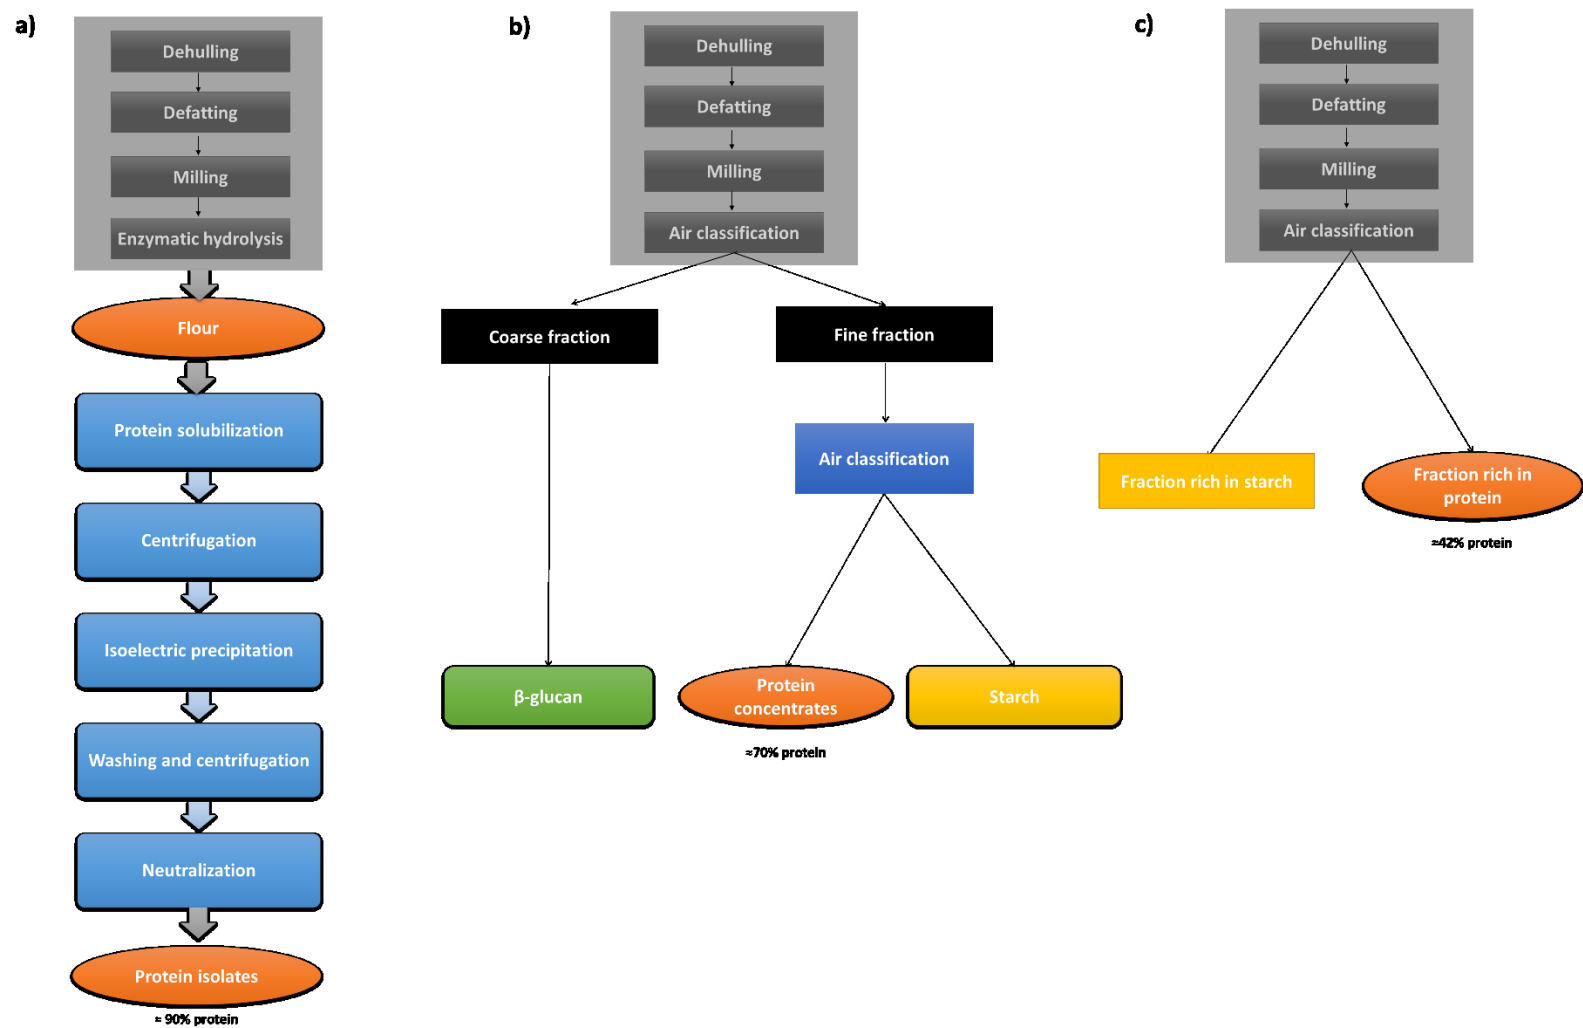 a)
Dehulling
Defatting
Milling
Enzymatic hydrolysis
Flour
Protein solubilization
Centrifugation
Isoelectric precipitation
Washing and centrifugation
Neutralization
Protein isolates
≈ 90% protein
b)
Dehulling
Defatting
Milling
Air classification
Coarse fraction
Fine fraction
Air classification
β-glucan
Protein
concentrates
Starch
≈70% protein
c)
Dehulling
Defatting
Milling
Air classification
Fraction rich in starch
Fraction rich in
protein
≈42% protein